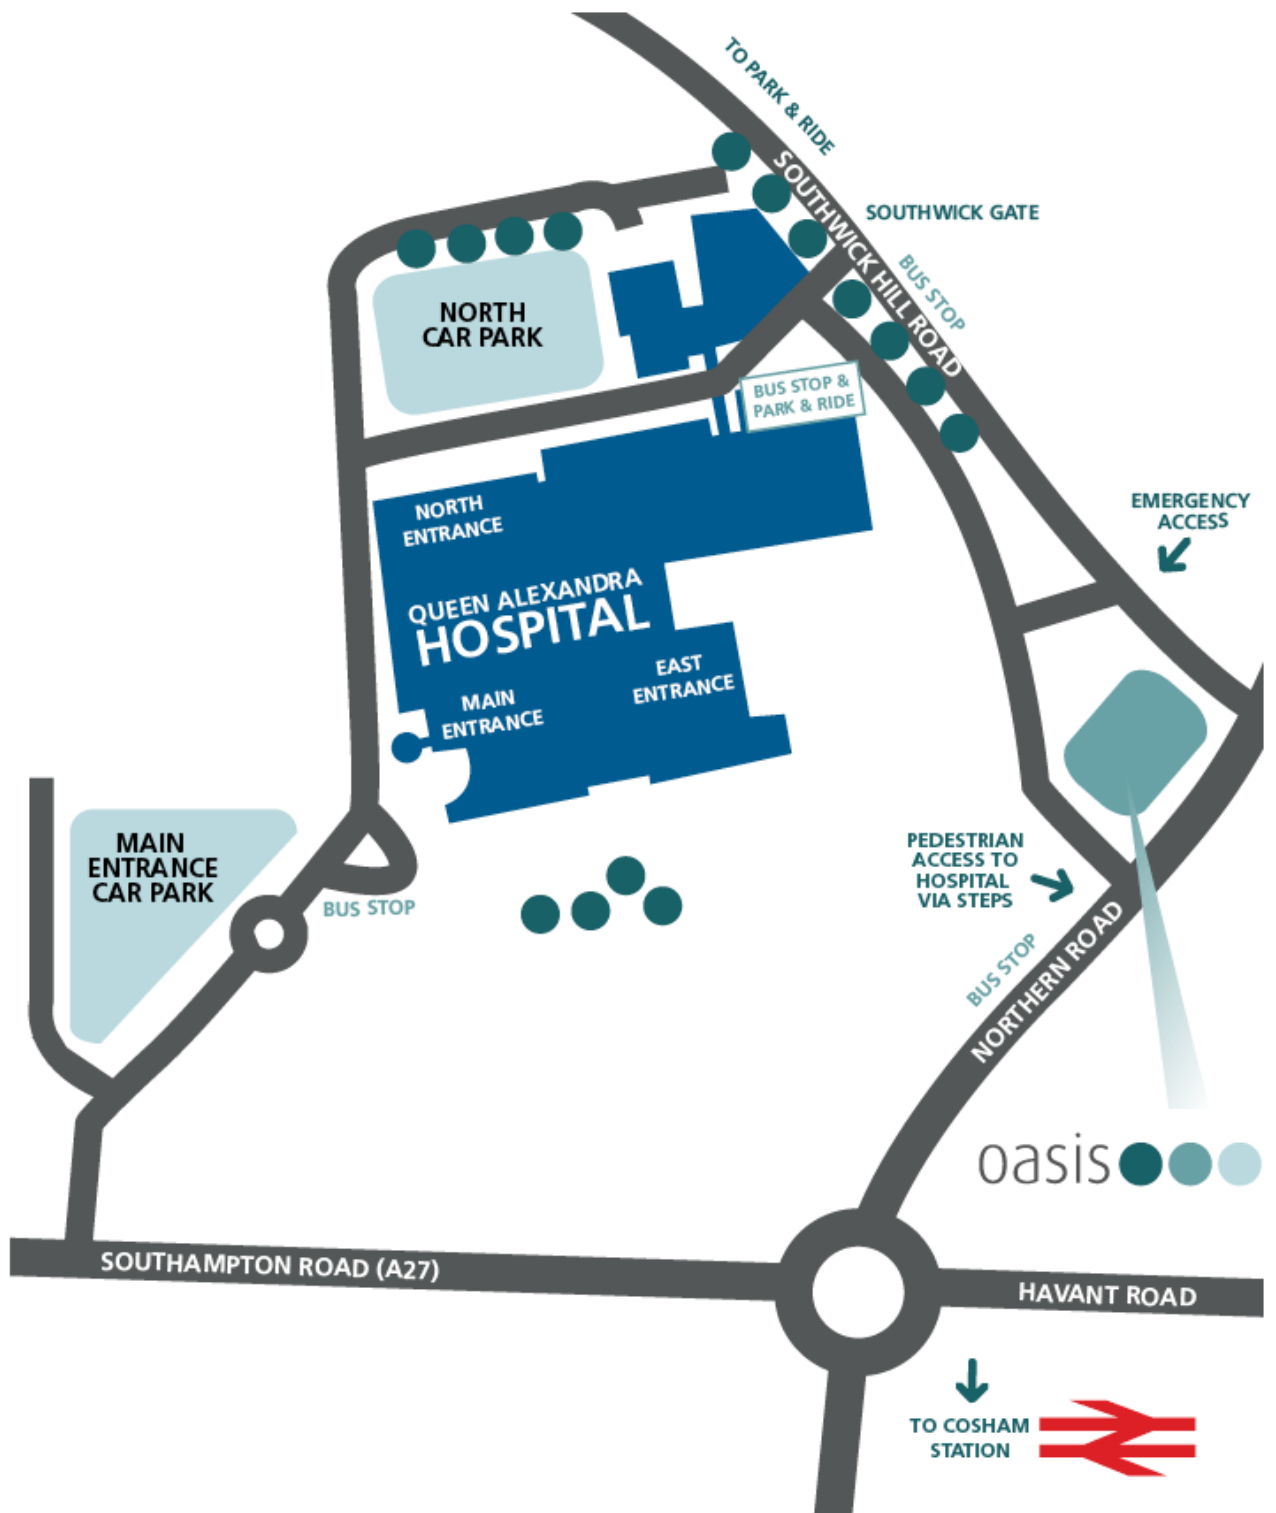 TO PARK & RIDE
SOUTHWICK HILL ROAD
SOUTHWICK GATE
BUS STOP
NORTH
CAR PARK
BUS STOP &
PARK & RIDE
NORTH
ENTRANCE
EMERGENCY
ACCESS
QUEEN ALEXANDRA
HOSPITAL
EAST
ENTRANCE
MAIN
ENTRANCE
MAIN
ENTRANCE
CAR PARK
BUS STOP
PEDESTRIAN
ACCESS TO
HOSPITAL
VIA STEPS
BUS STOP
NORTHERN ROAD
oasis
SOUTHAMPTON ROAD (A27)
HAVANT ROAD
TO COSHAM
STATION